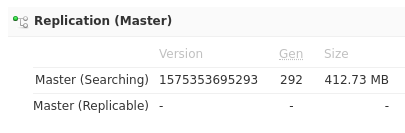 Replication (Master)
Version Gen Size
Master (Searching) 1575353695293 292 412.73 MB
Master (Replicable) - - -